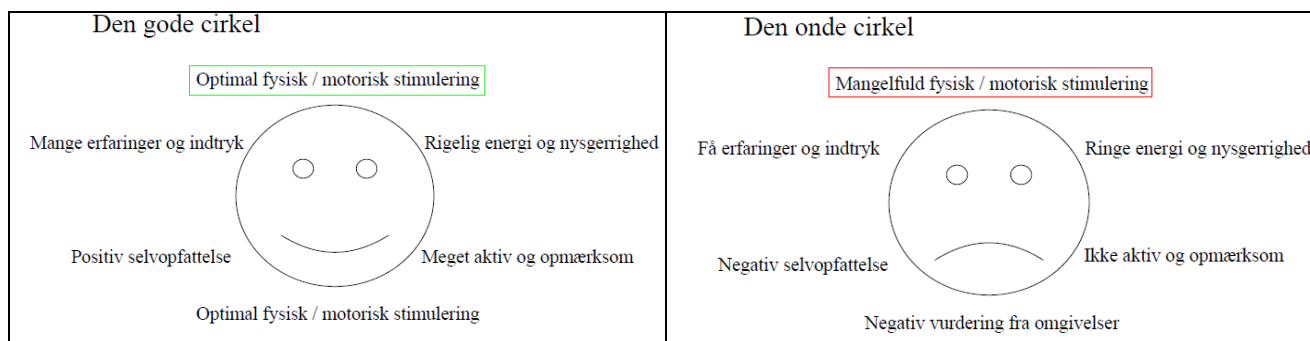 Den gode cirkel
Optimal fysisk / motorisk stimulering
Mange erfaringer og indtryk
Rigelig energi og nysgerrighed
Positiv selvopfattelse
Meget aktiv og opmærksom
Optimal fysisk / motorisk stimulering
Den onde cirkel
Mangelfuld fysisk / motorisk stimulering
Få erfaringer og indtryk
Ringe energi og nysgerrighed
Negativ selvopfattelse
Ikke aktiv og opmærksom
Negativ vurdering fra omgivelser